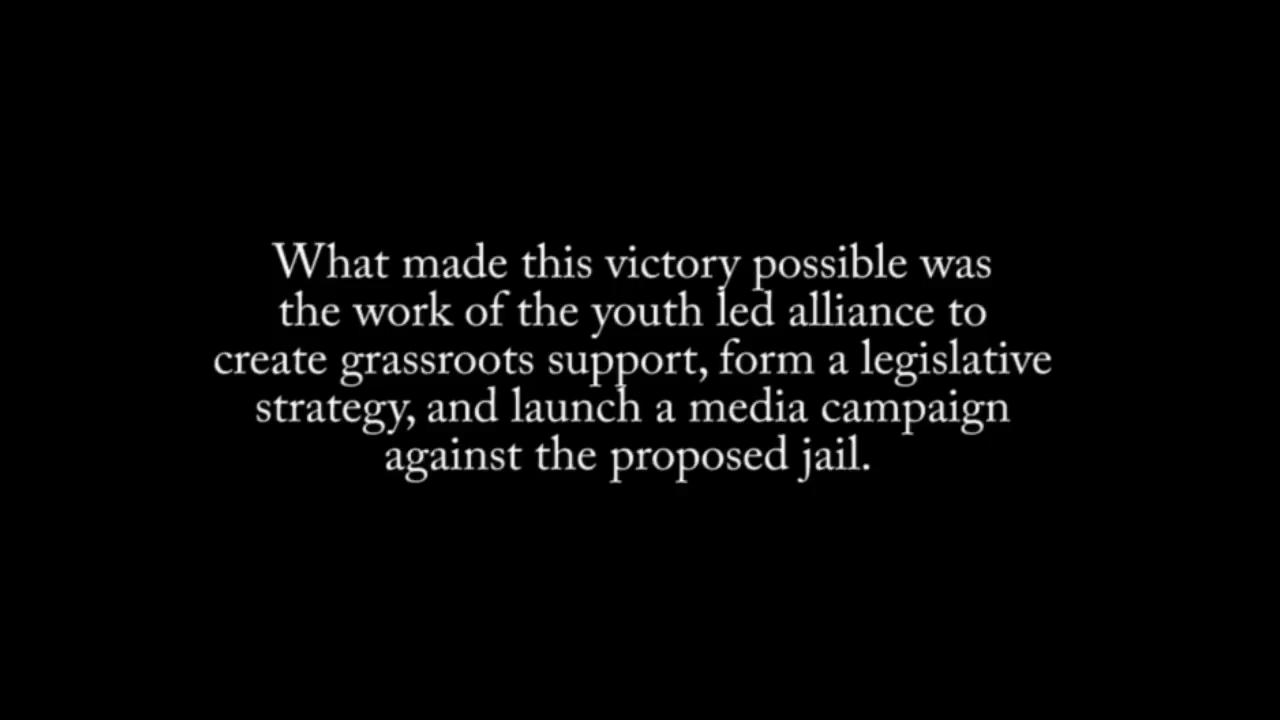 What made this victory possible was
the work of the youth led alliance to
create grassroots support, form a legislative
strategy, and launch a media campaign
against the proposed jail.